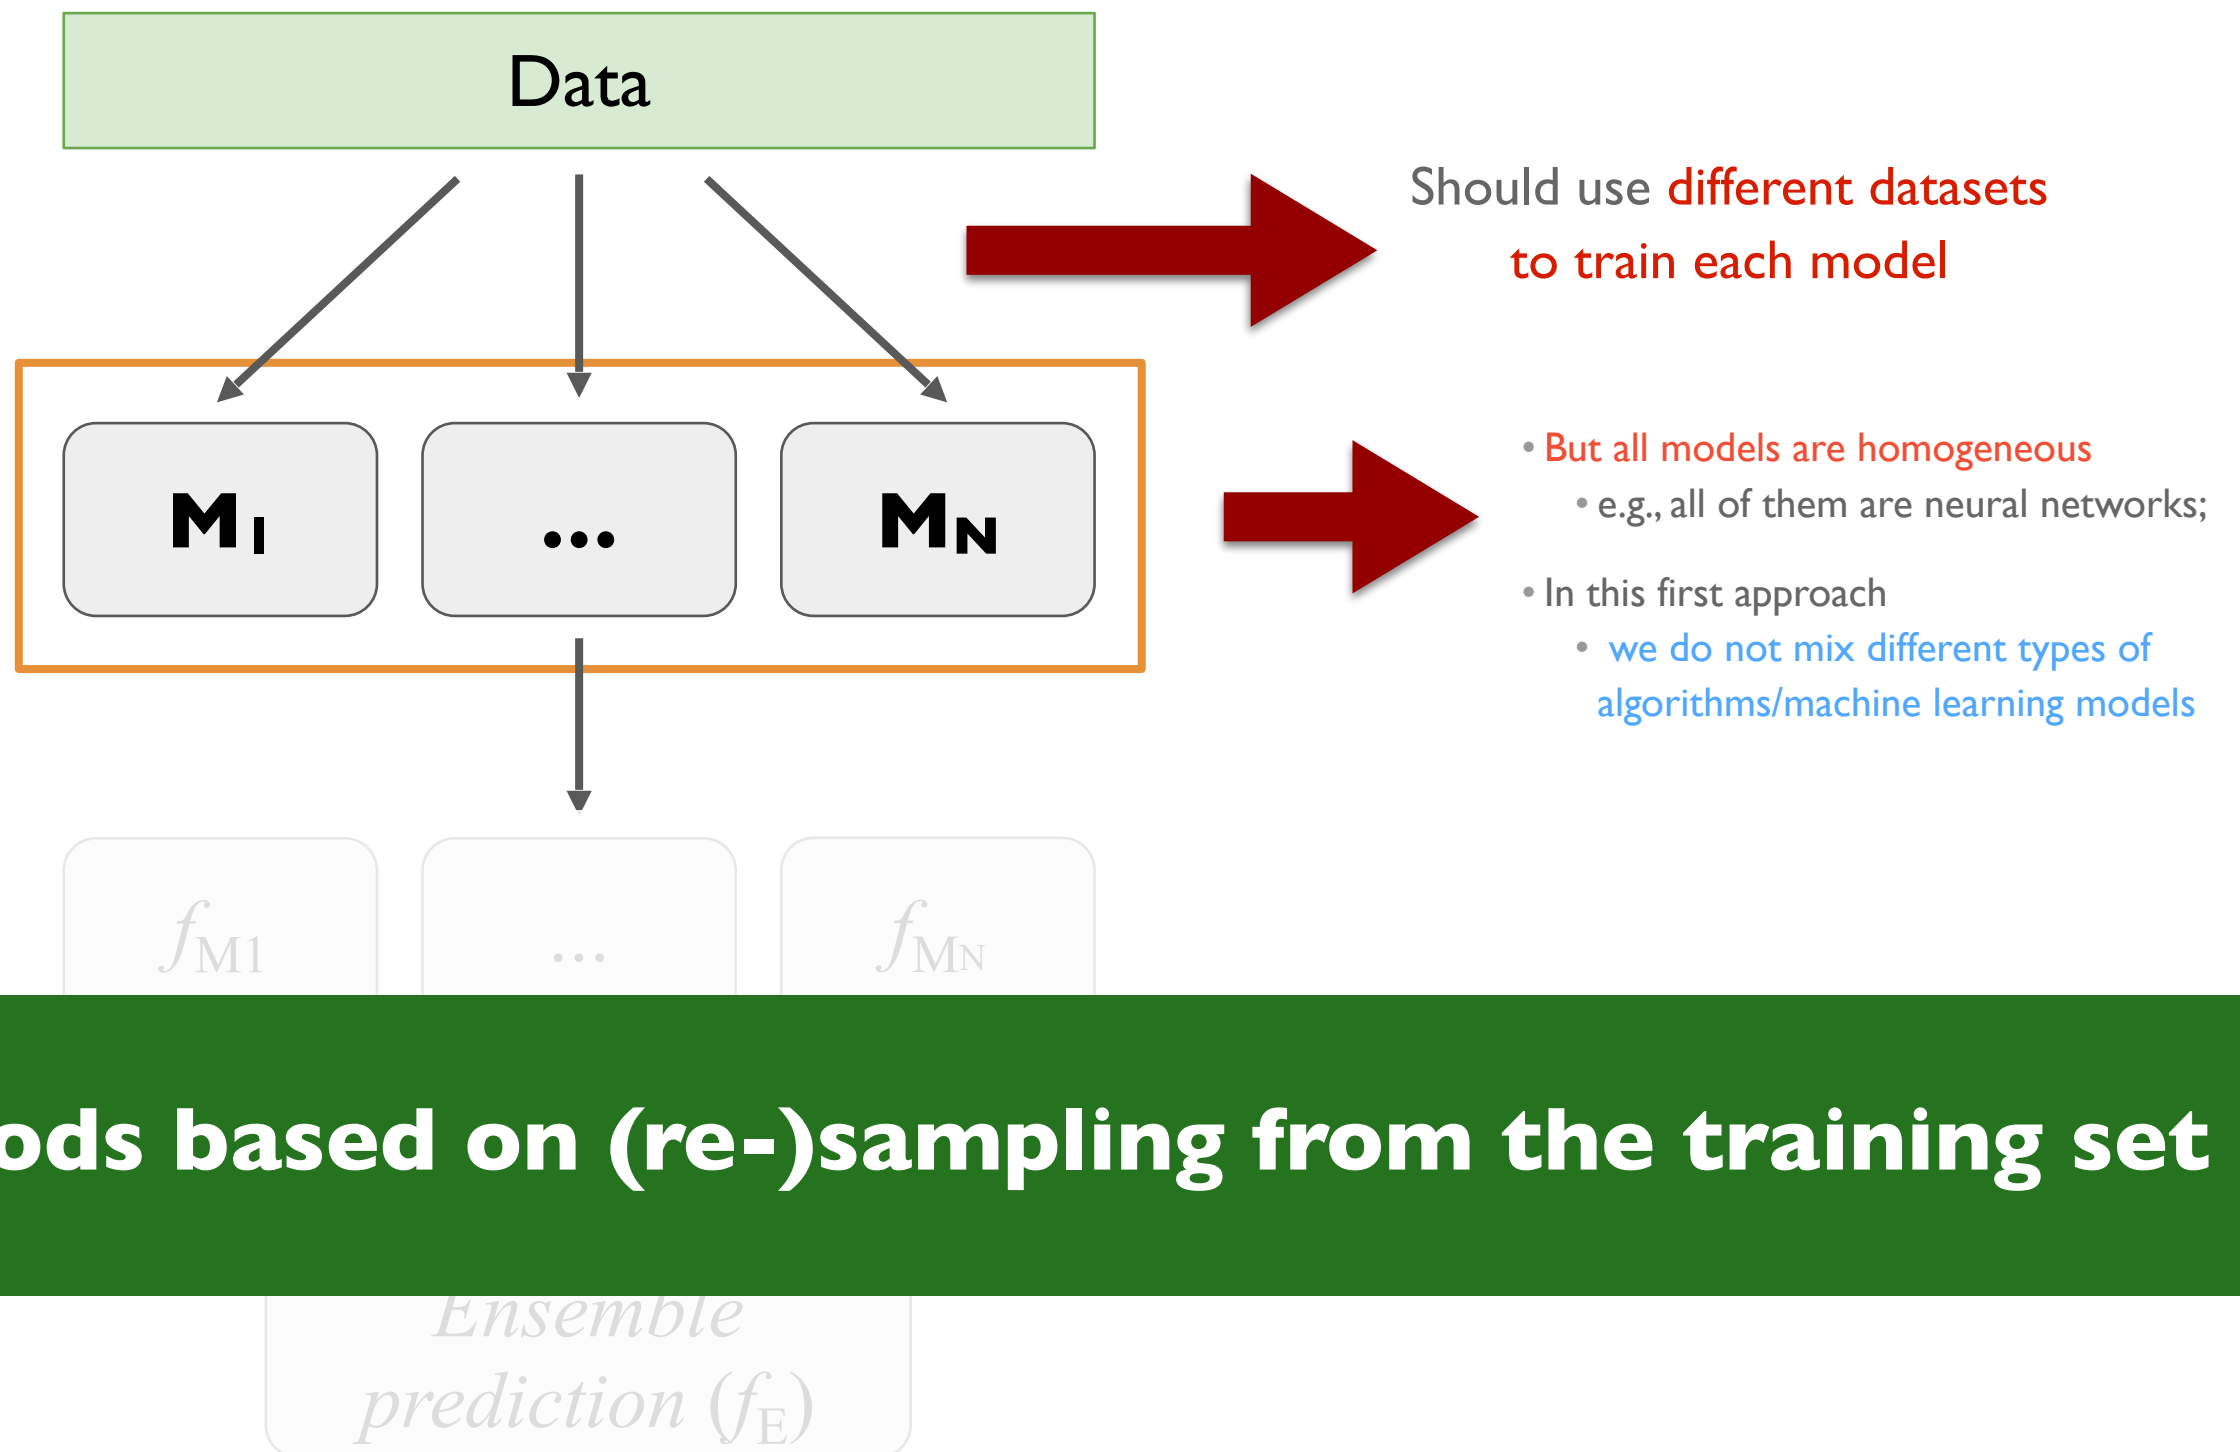 Data
Should use different datasets
to train each model
M1
...
MN
• But all models are homogeneous
• e.g., all of them are neural networks;
• In this first approach
• we do not mix different types of
algorithms/machine learning models
fM1
...
fMN
based on (re-)sampling from the training set
Ensemble
prediction (fE)